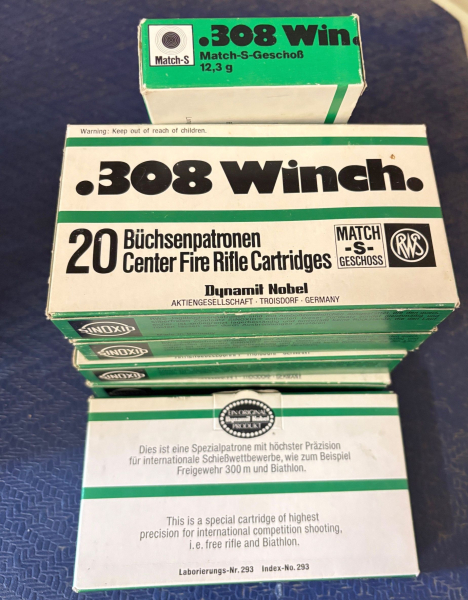 .308 Win.
Match-S-Geschoß
12,3 g
Match-S
Warning: Keep out of reach of children.
.308 Winch.
20 Büchsenpatronen
Center Fire Rifle Cartridges
MATCH
-S-
GESCHOSS
RWS
Dynamit Nobel
AKTIENGESELLSCHAFT · TROISDORF · GERMANY
SINOXID
SINOXID
SINOXID
EIN ORIGINAL
Dynamit Nobel
PRODUKT
Dies ist eine Spezialpatrone mit höchster Präzision
für internationale Schießwettbewerbe, wie zum Beispiel
Freigewehr 300 m und Biathlon.
This is a special cartridge of highest
precision for international competition shooting,
i.e. free rifle and Biathlon.
Laborierungs-Nr. 293 Index-No. 293